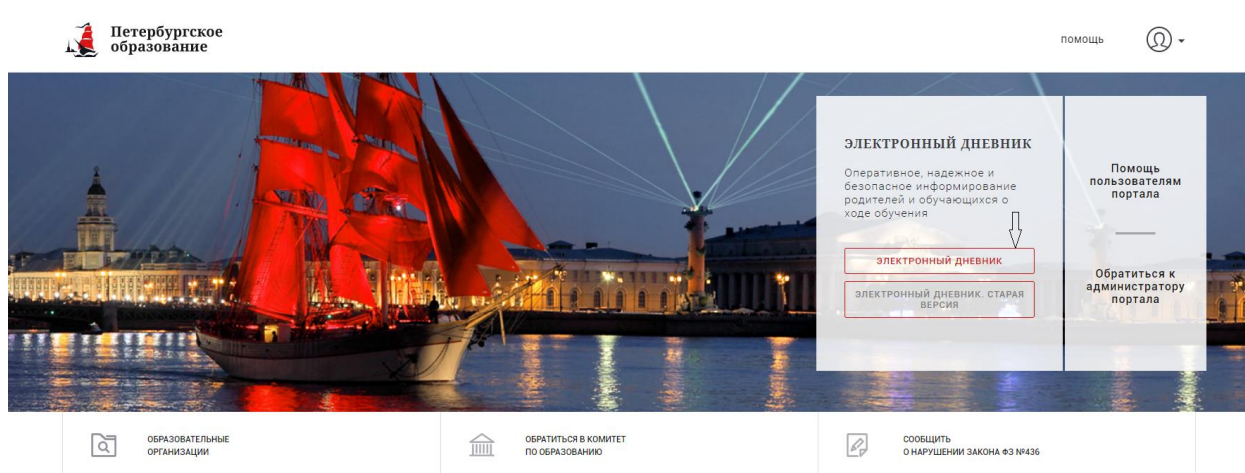 Петербургское
образование
ПОМОЩЬ
ЭЛЕКТРОННЫЙ ДНЕВНИК
Оперативное, надежное и
безопасное информирование
родителей и обучающихся о
ходе обучения
ЭЛЕКТРОННЫЙ ДНЕВНИК
ЭЛЕКТРОННЫЙ ДНЕВНИК. СТАРАЯ
ВЕРСИЯ
Помощь
пользователям
портала
Обратиться к
администратору
портала
ОБРАЗОВАТЕЛЬНЫЕ
ОРГАНИЗАЦИИ
ОБРАТИТЬСЯ В КОМИТЕТ
ПО ОБРАЗОВАНИЮ
СООБЩИТЬ
О НАРУШЕНИИ ЗАКОНА ФЗ №436